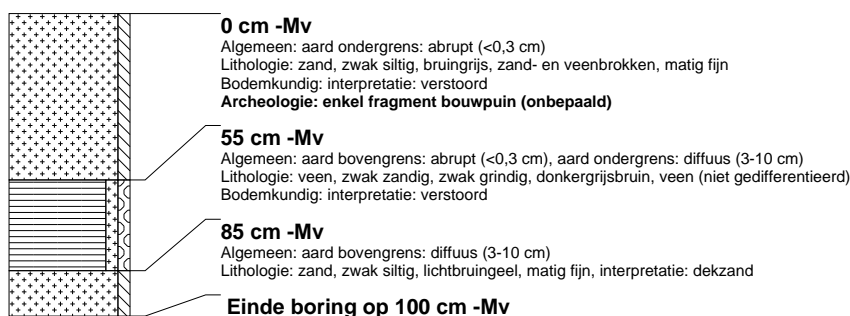 0 cm -Mv
Algemeen: aard ondergrens: abrupt (<0,3 cm)
Lithologie: zand, zwak siltig, bruingrijs, zand- en veenbrokken, matig fijn
Bodemkundig: interpretatie: verstoord
Archeologie: enkel fragment bouwpuin (onbepaald)
55 cm -Mv
Algemeen: aard bovengrens: abrupt (<0,3 cm), aard ondergrens: diffuus (3-10 cm)
Lithologie: veen, zwak zandig, zwak grindig, donkergrijsbruin, veen (niet gedifferentieerd)
Bodemkundig: interpretatie: verstoord
85 cm -Mv
Algemeen: aard bovengrens: diffuus (3-10 cm)
Lithologie: zand, zwak siltig, lichtbruingeel, matig fijn, interpretatie: dekzand
Einde boring op 100 cm -Mv